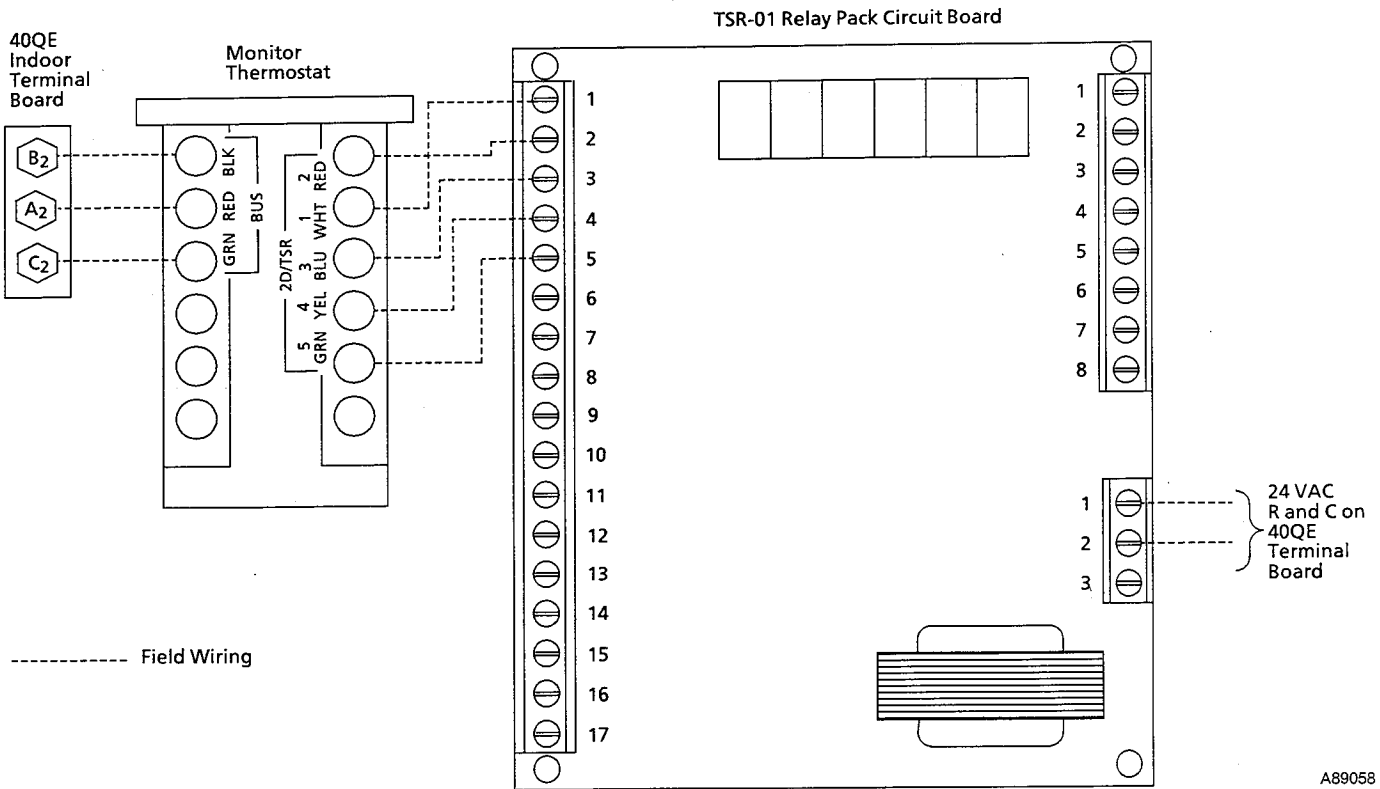 TSR-01 Relay Pack Circuit Board
40QE
Indoor
Terminal
Board
Monitor
Thermostat
B2
A2
C2
BLK
RED
GRN
BUS
2D/TSR
2 RED
1 WHT
3 BLU
4 YEL
5 GRN
1
2
3
4
5
6
7
8
9
10
11
12
13
14
15
16
17
1
2
3
4
5
6
7
8
1
2
3
24 VAC
R and C on
40QE
Terminal
Board
Field Wiring
A89058